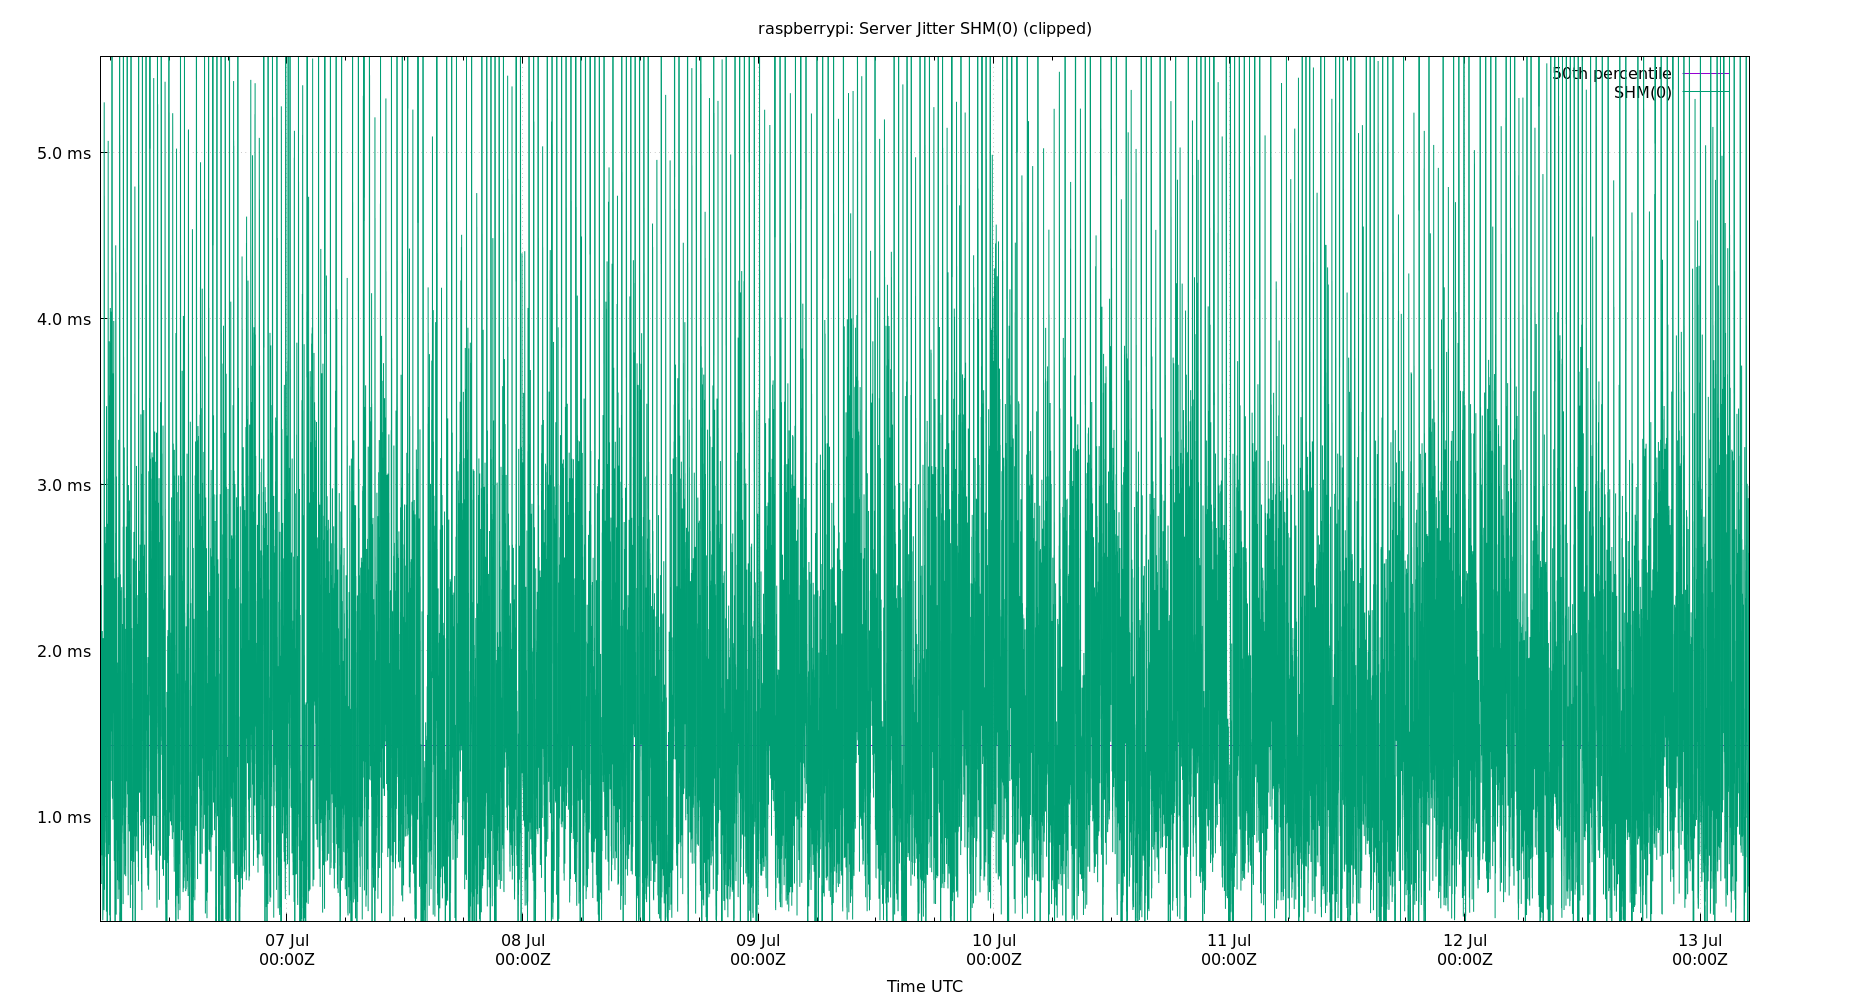 raspberrypi: Server Jitter SHM(0) (clipped)
50th percentile
SHM(0)
5.0 ms
4.0 ms
3.0 ms
2.0 ms
1.0 ms
07 Jul 08 Jul 09 Jul 10 Jul 11 Jul 12 Jul 13 Jul
00:00Z 00:00Z 00:00Z 00:00Z 00:00Z 00:00Z 00:00Z
Time UTC